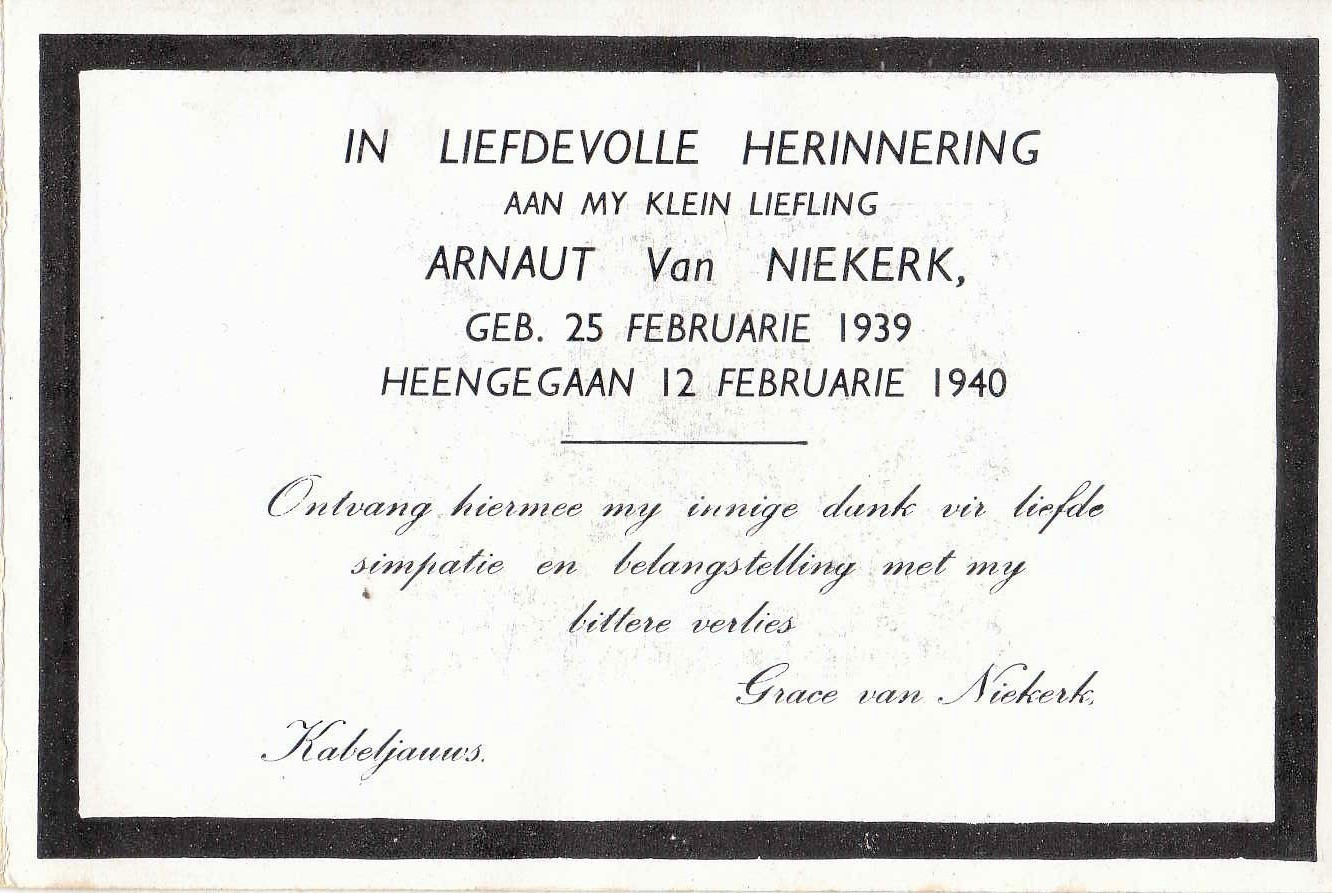 IN LIEFDEVOLLE HERINNERING
AAN MY KLEIN LIEFLING
ARNAUT Van NIEKERK,
GEB. 25 FEBRUARIE 1939
HEENGEGAAN 12 FEBRUARIE 1940
Ontvang hiermee my innige dank vir liefde
simpatie en belangstelling met my
bittere verlies
Grace van Niekerk,
Kabeljauws.